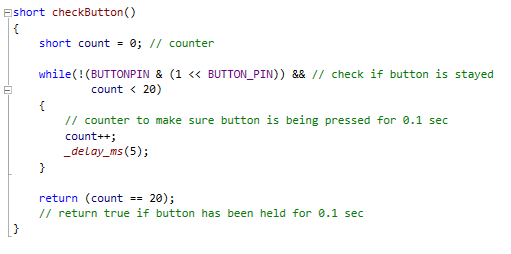 short checkButton()
{
short count = 0; // counter
while(!(BUTTONPIN & (1 << BUTTON_PIN)) && // check if button is stayed
count < 20)
{
// counter to make sure button is being pressed for 0.1 sec
count++;
_delay_ms(5);
}
return (count == 20);
// return true if button has been held for 0.1 sec
}